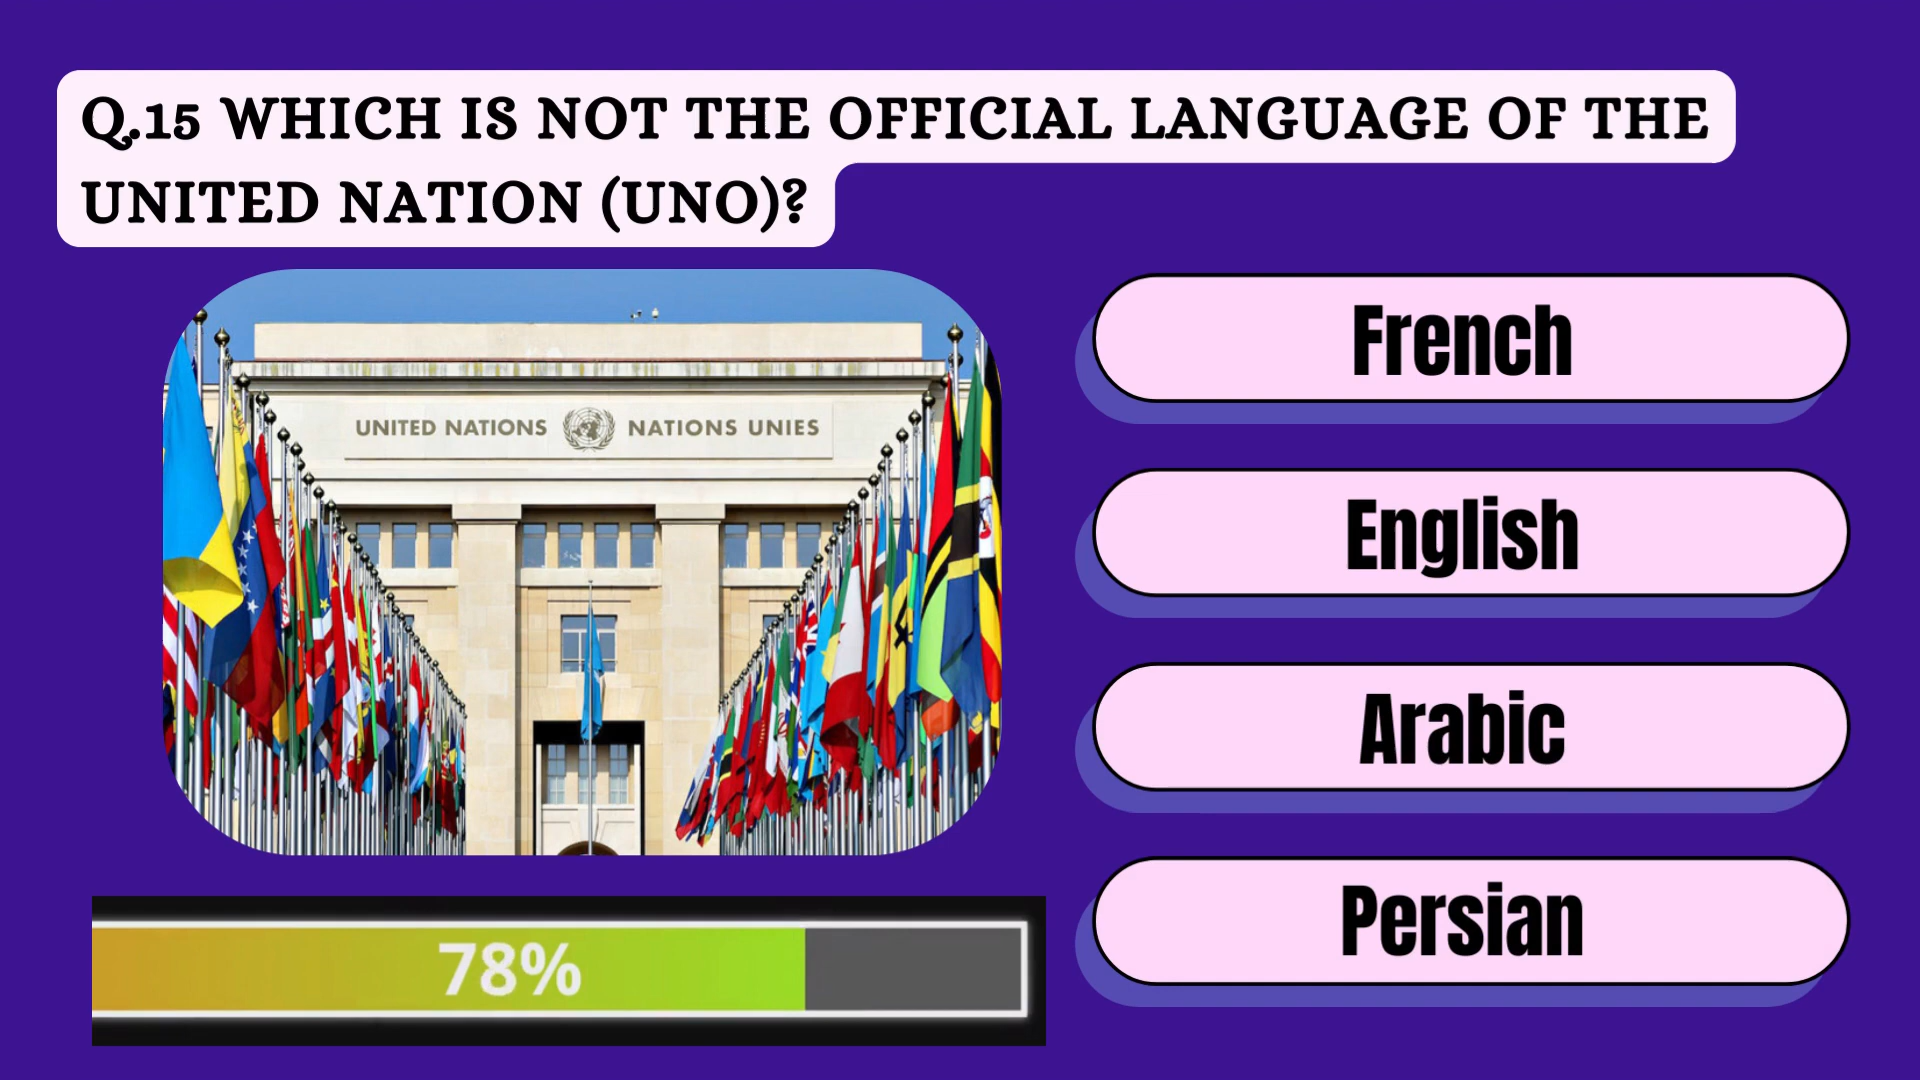 Q.15 WHICH IS NOT THE OFFICIAL LANGUAGE OF THE
UNITED NATION (UNO)?
UNITED NATIONS NATIONS UNIES
French
English
Arabic
Persian
78%